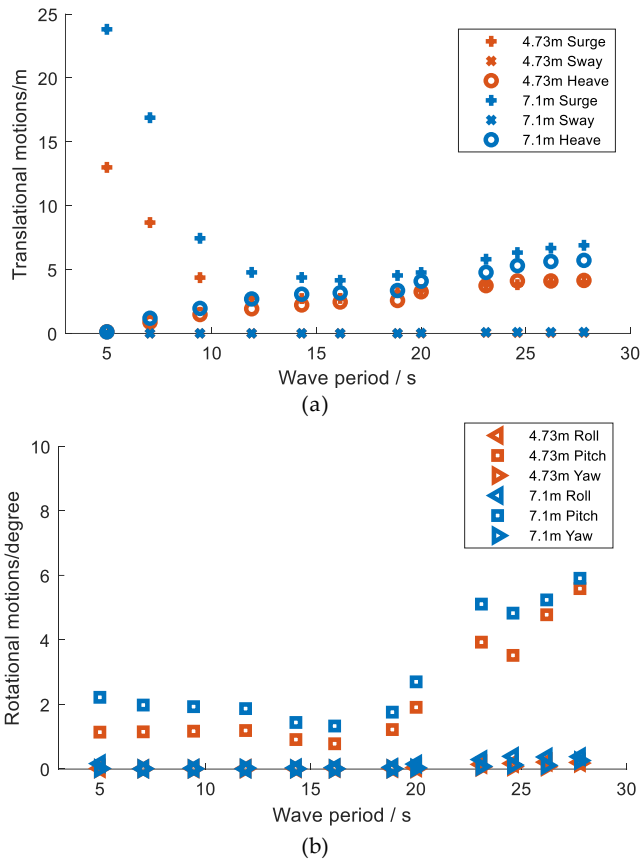 25
20
15
10
5
0
Translational motions/m
4.73m Surge
4.73m Sway
4.73m Heave
7.1m Surge
7.1m Sway
7.1m Heave
5 10 15 20 25 30
Wave period / s
(a)
10
8
6
4
2
0
Rotational motions/degree
4.73m Roll
4.73m Pitch
4.73m Yaw
7.1m Roll
7.1m Pitch
7.1m Yaw
5 10 15 20 25 30
Wave period / s
(b)